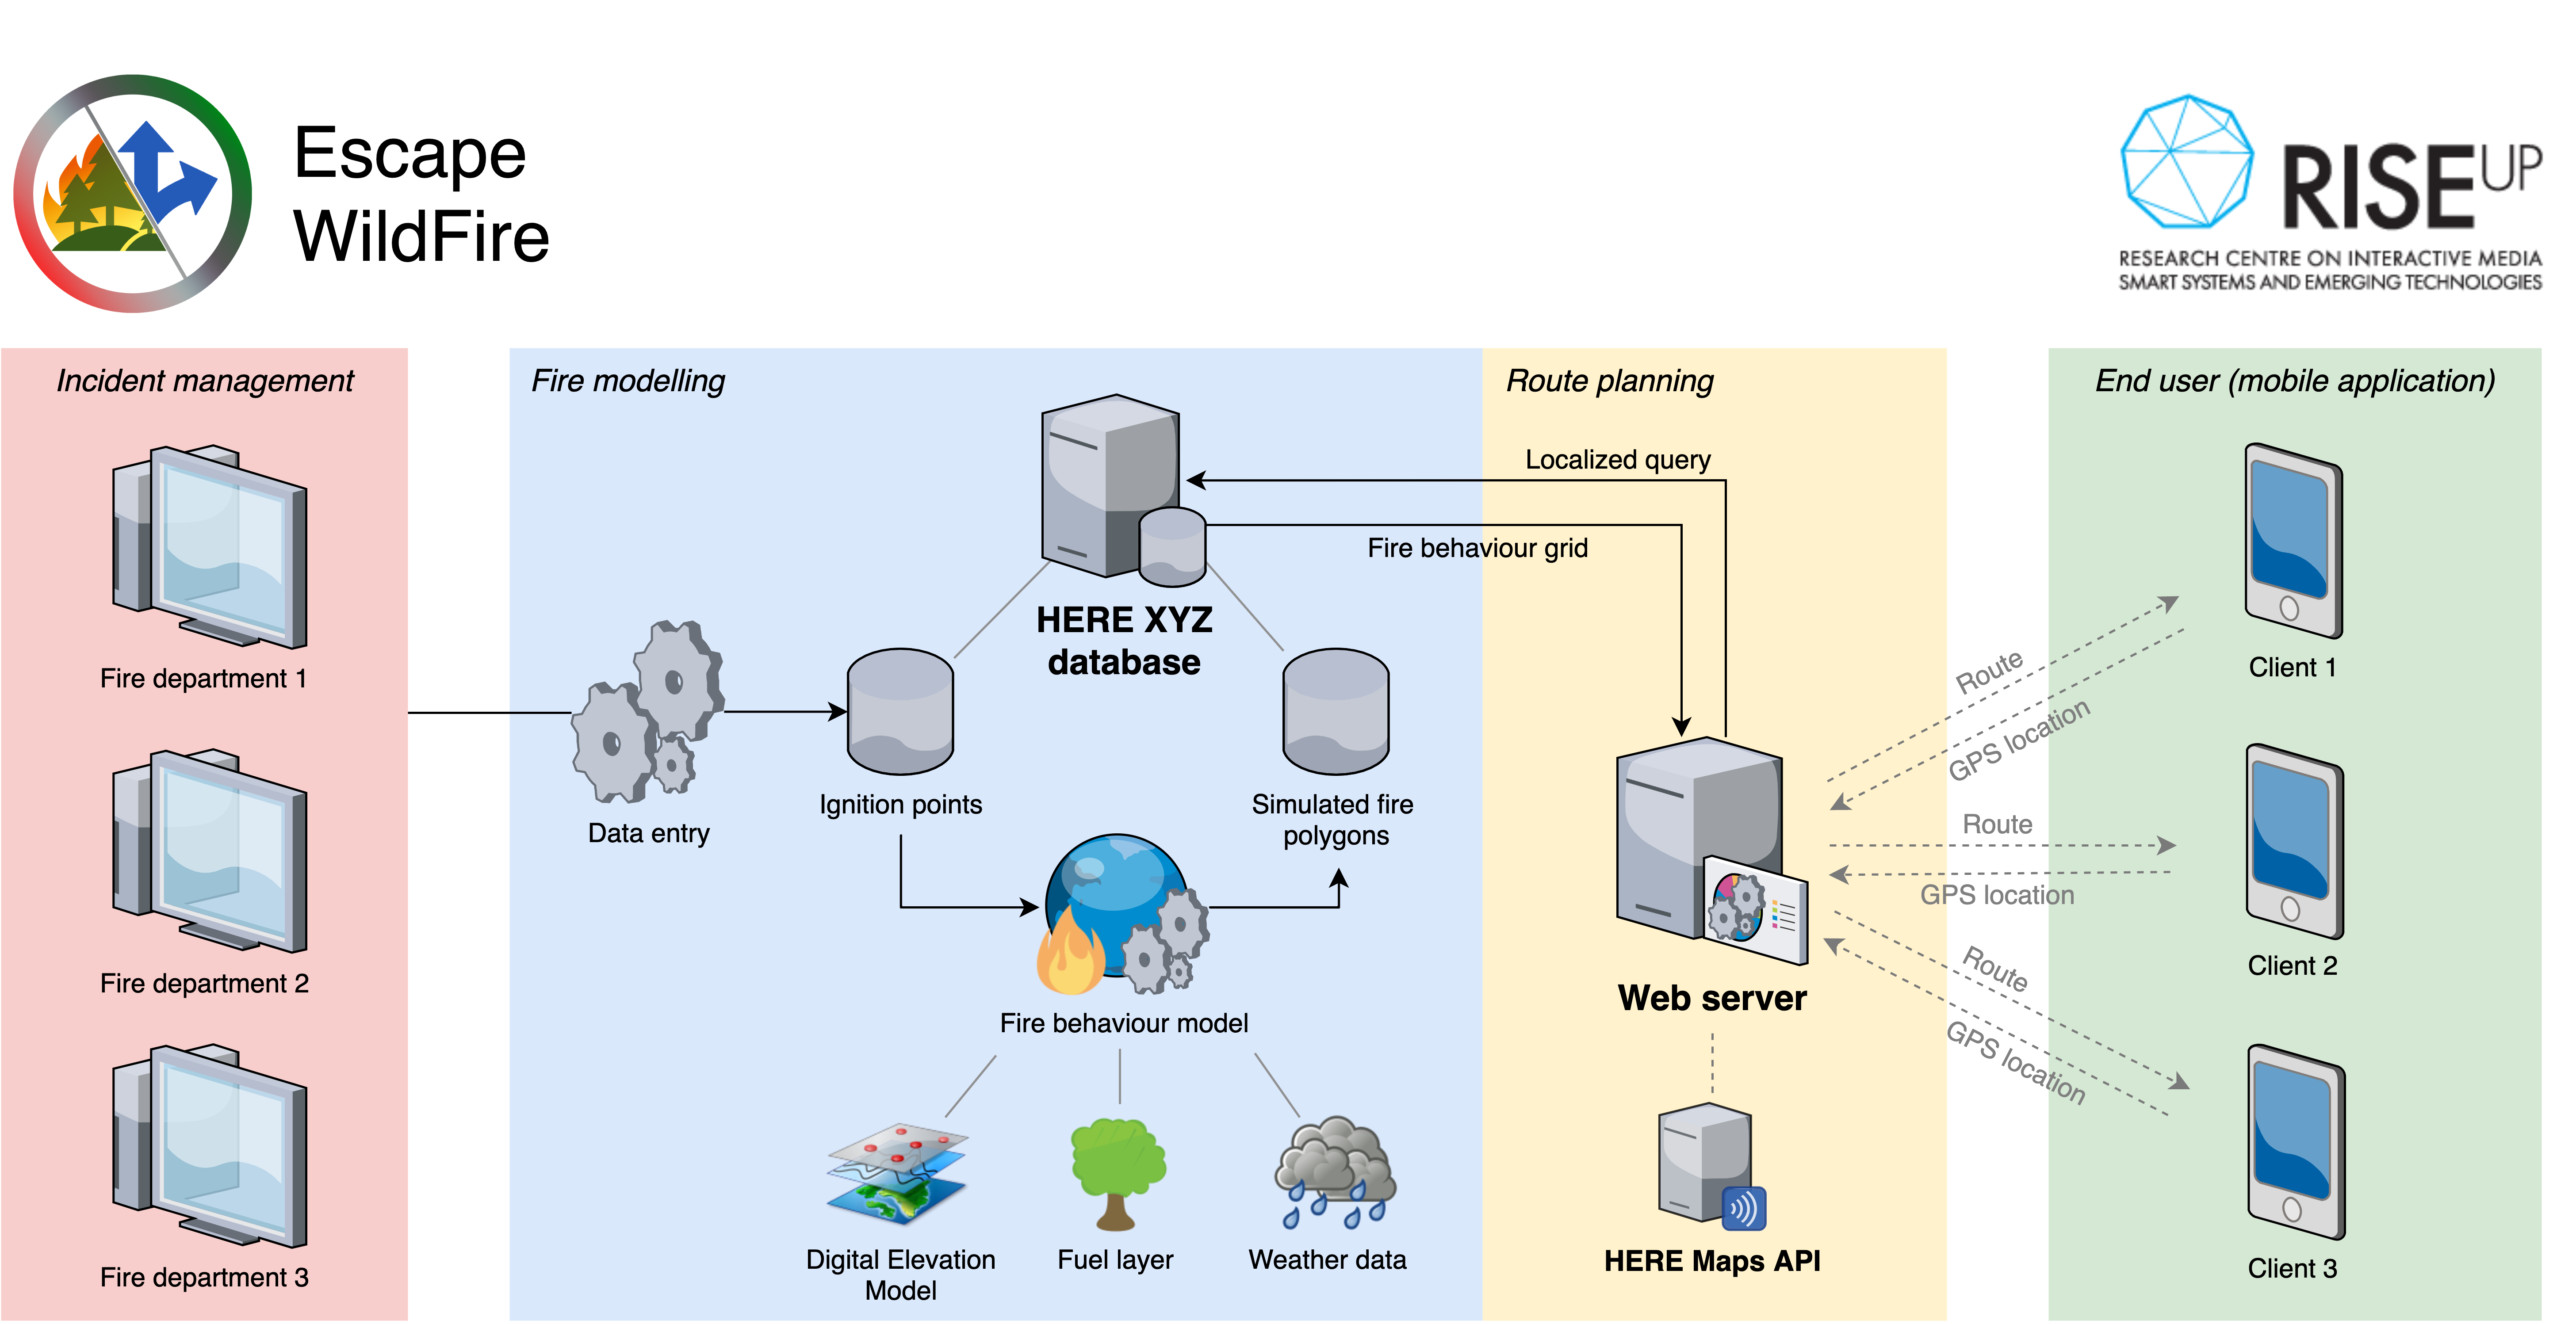 Escape
WildFire
RISE UP
RESEARCH CENTRE ON INTERACTIVE MEDIA
SMART SYSTEMS AND EMERGING TECHNOLOGIES
Incident management
Fire department 1
Fire department 2
Fire department 3
Fire modelling
HERE XYZ
database
Data entry
Ignition points
Simulated fire
polygons
Fire behaviour model
Digital Elevation
Model
Fuel layer
Weather data
Route planning
Localized query
Fire behaviour grid
Web server
HERE Maps API
Route
GPS location
Route
GPS location
Route
GPS location
End user (mobile application)
Client 1
Client 2
Client 3